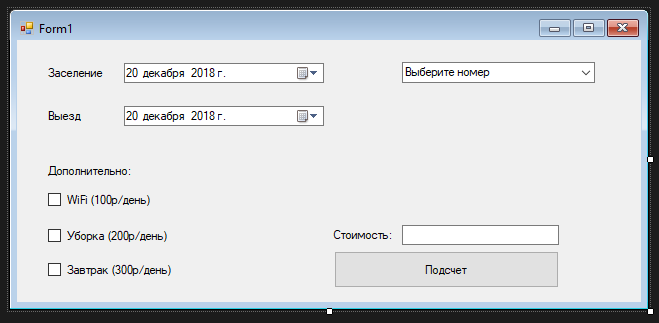 Form1
Заселение
20 декабря 2018 г.
Выберите номер
Выезд
20 декабря 2018 г.
Дополнительно:
WiFi (100р/день)
Уборка (200р/день)
Стоимость:
Завтрак (300р/день)
Подсчет